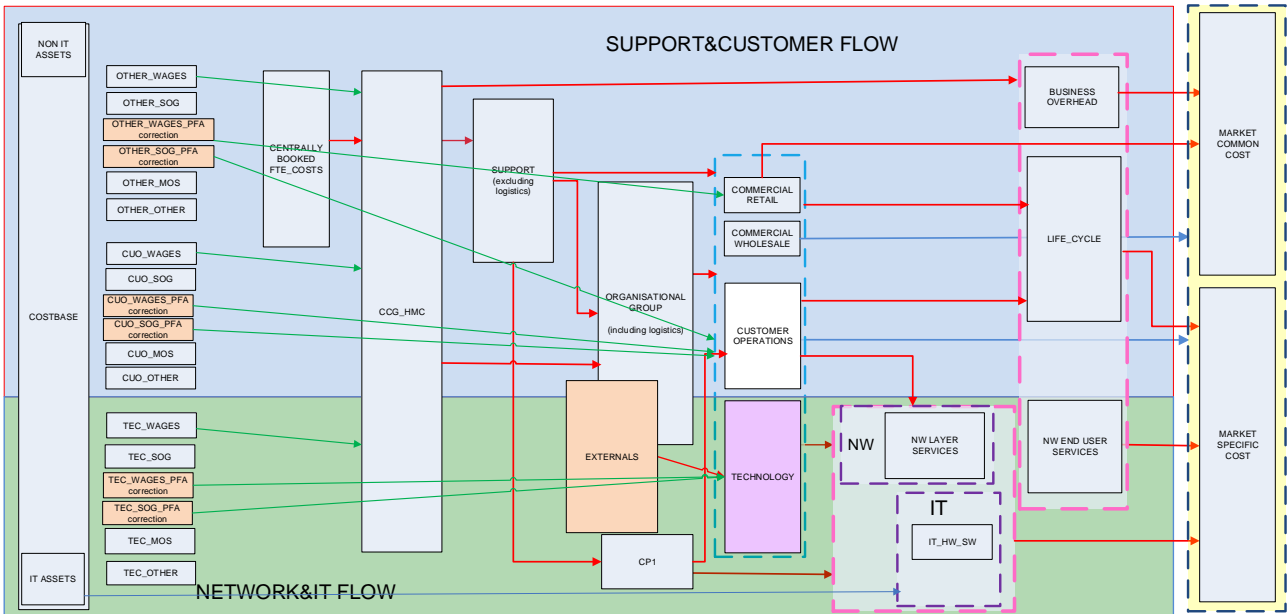 SUPPORT&CUSTOMER FLOW
NON IT
ASSETS
COSTBASE
IT ASSETS
OTHER_WAGES
OTHER_SOG
OTHER_WAGES_PFA
correction
OTHER_SOG_PFA
correction
OTHER_MOS
OTHER_OTHER
CUO_WAGES
CUO_SOG
CUO_WAGES_PFA
correction
CUO_SOG_PFA
correction
CUO_MOS
CUO_OTHER
TEC_WAGES
TEC_SOG
TEC_WAGES_PFA
correction
TEC_SOG_PFA
correction
TEC_MOS
TEC_OTHER
CENTRALLY
BOOKED
FTE_COSTS
CCG_HMC
SUPPORT
(excluding
logistics)
ORGANISATIONAL
GROUP
(including logistics)
EXTERNALS
CP1
COMMERCIAL
RETAIL
COMMERCIAL
WHOLESALE
CUSTOMER
OPERATIONS
TECHNOLOGY
NW
NW LAYER
SERVICES
IT
IT_HW_SW
BUSINESS
OVERHEAD
LIFE_CYCLE
NW END USER
SERVICES
MARKET
COMMON
COST
MARKET
SPECIFIC
COST
NETWORK&IT FLOW